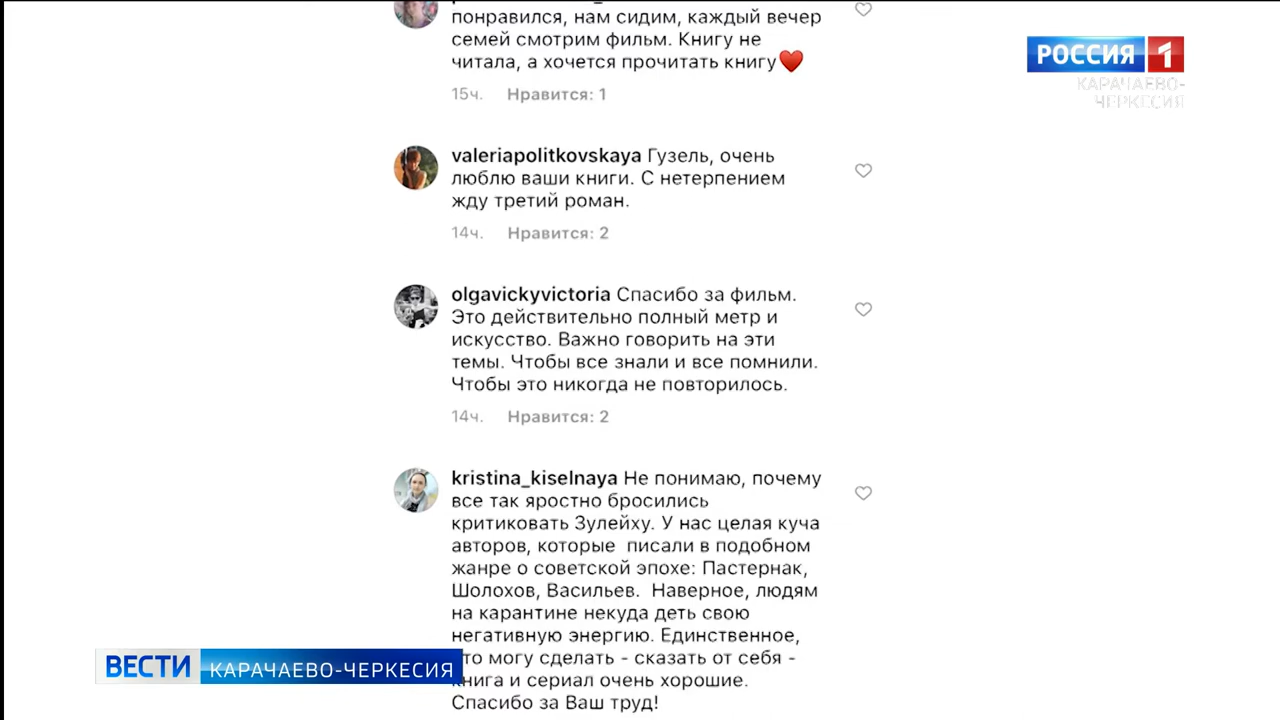 понравился, нам сидим, каждый вечер
семей смотрим фильм. Книгу не
читала, а хочется прочитать книгу❤️
15ч. Нравится: 1
РОССИЯ 1
КАРАЧАЕВО-
ЧЕРКЕСИЯ
valeriapolitkovskaya Гузель, очень
люблю ваши книги. С нетерпением
жду третий роман.
14ч. Нравится: 2
olgavickyvictoria Спасибо за фильм.
Это действительно полный метр и
искусство. Важно говорить на эти
темы. Чтобы все знали и все помнили.
Чтобы это никогда не повторилось.
14ч. Нравится: 2
kristina_kiselnaya Не понимаю, почему
все так яростно бросились
критиковать Зулейху. У нас целая куча
авторов, которые  писали в подобном
жанре о советской эпохе: Пастернак,
Шолохов, Васильев.  Наверное, людям
на карантине некуда деть свою
негативную энергию. Единственное,
то могу сделать - сказать от себя -
книга и сериал очень хорошие.
Спасибо за Ваш труд!
ВЕСТИ КАРАЧАЕВО-ЧЕРКЕСИЯ